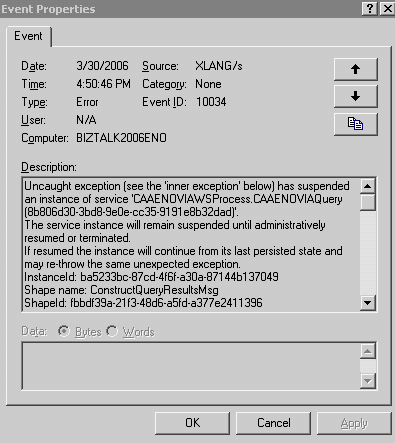 Event Properties
Event
Date: 3/30/2006 Source: XLANG/s
Time: 4:50:46 PM Category: None
Type: Error Event ID: 10034
User: N/A
Computer: BIZTALK2006ENO
Description:
Uncaught exception (see the 'inner exception' below) has suspended
an instance of service 'CAAENOVIAWSProcess.CAAENOVIAQuery
(8b806d30-3bd8-9e0e-cc35-9191e8b32dad)'.
The service instance will remain suspended until administratively
resumed or terminated.
If resumed the instance will continue from its last persisted state and
may re-throw the same unexpected exception.
InstanceId: ba5233bc-87cd-4f6f-a30a-87144b137049
Shape name: ConstructQueryResultsMsg
ShapeId: fbbdf39a-21f3-48d6-a5fd-a377e2411396
Data: Bytes Words
OK Cancel Apply